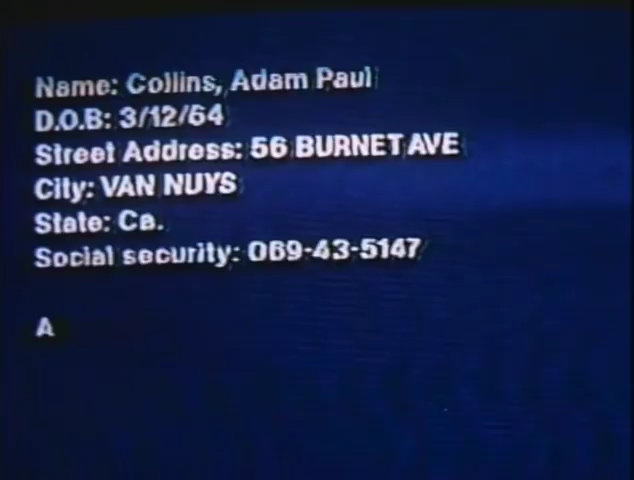 Name: Collins, Adam Paul
D.O.B: 3/12/64
Street Address: 56 BURNET AVE
City: VAN NUYS
State: Ca.
Social security: 069-43-5147
A